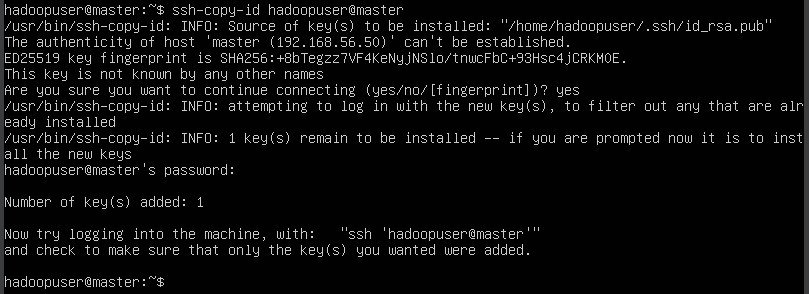 hadoopuser@master:~$ ssh-copy-id hadoopuser@master
/usr/bin/ssh-copy-id: INFO: Source of key(s) to be installed: "/home/hadoopuser/.ssh/id_rsa.pub"
The authenticity of host 'master (192.168.56.50)' can't be established.
ED25519 key fingerprint is SHA256:+8bTegzz7VF4KeNyjNSlo/tnwcFbC+93Hsc4jCRKMOE.
This key is not known by any other names
Are you sure you want to continue connecting (yes/no/[fingerprint])? yes
/usr/bin/ssh-copy-id: INFO: attempting to log in with the new key(s), to filter out any that are alr
eady installed
/usr/bin/ssh-copy-id: INFO: 1 key(s) remain to be installed -- if you are prompted now it is to inst
all the new keys
hadoopuser@master's password:
Number of key(s) added: 1
Now try logging into the machine, with:   "ssh 'hadoopuser@master'"
and check to make sure that only the key(s) you wanted were added.
hadoopuser@master:~$